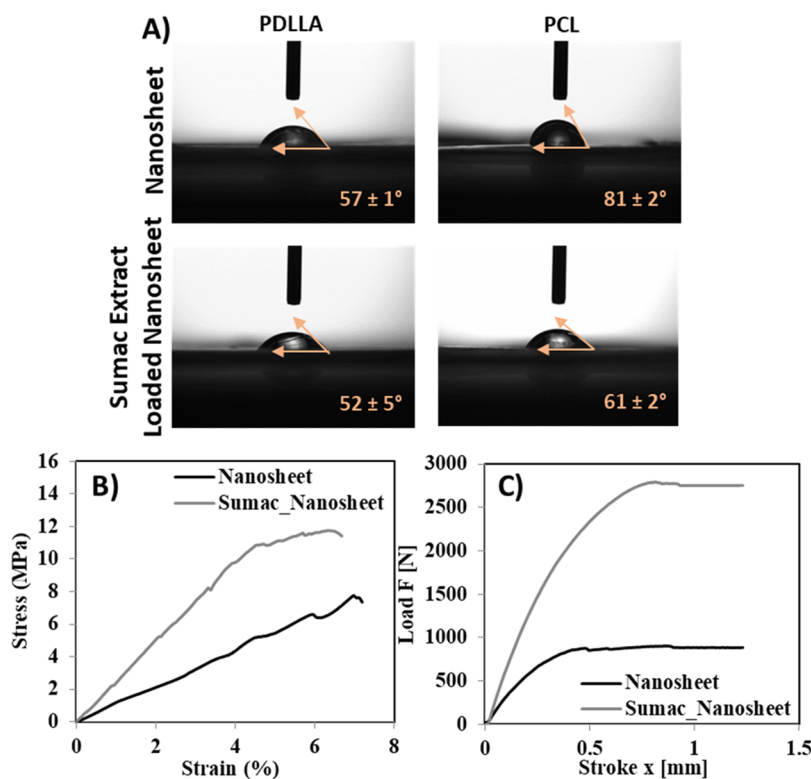 A)
PDLLA
PCL
Nanosheet
57 ± 1°
81 ± 2°
Sumac Extract
Loaded Nanosheet
52 ± 5°
61 ± 2°
B)
Stress (MPa)
16
14
12
10
8
6
4
2
0
Nanosheet
Sumac_Nanosheet
0
2
4
6
8
Strain (%)
C)
Load F [N]
3000
2500
2000
1500
1000
500
0
Nanosheet
Sumac_Nanosheet
0
0.5
1
1.5
Stroke x [mm]